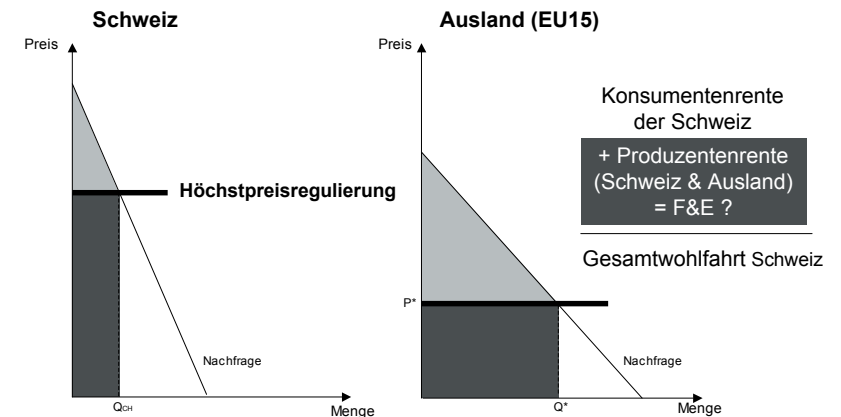 Schweiz
Preis
Höchstpreisregulierung
Nachfrage
QCH
Menge
Ausland (EU15)
Preis
P*
Nachfrage
Q*
Menge
Konsumentenrente
der Schweiz
+ Produzentenrente
(Schweiz & Ausland)
= F&E ?
Gesamtwohlfahrt Schweiz